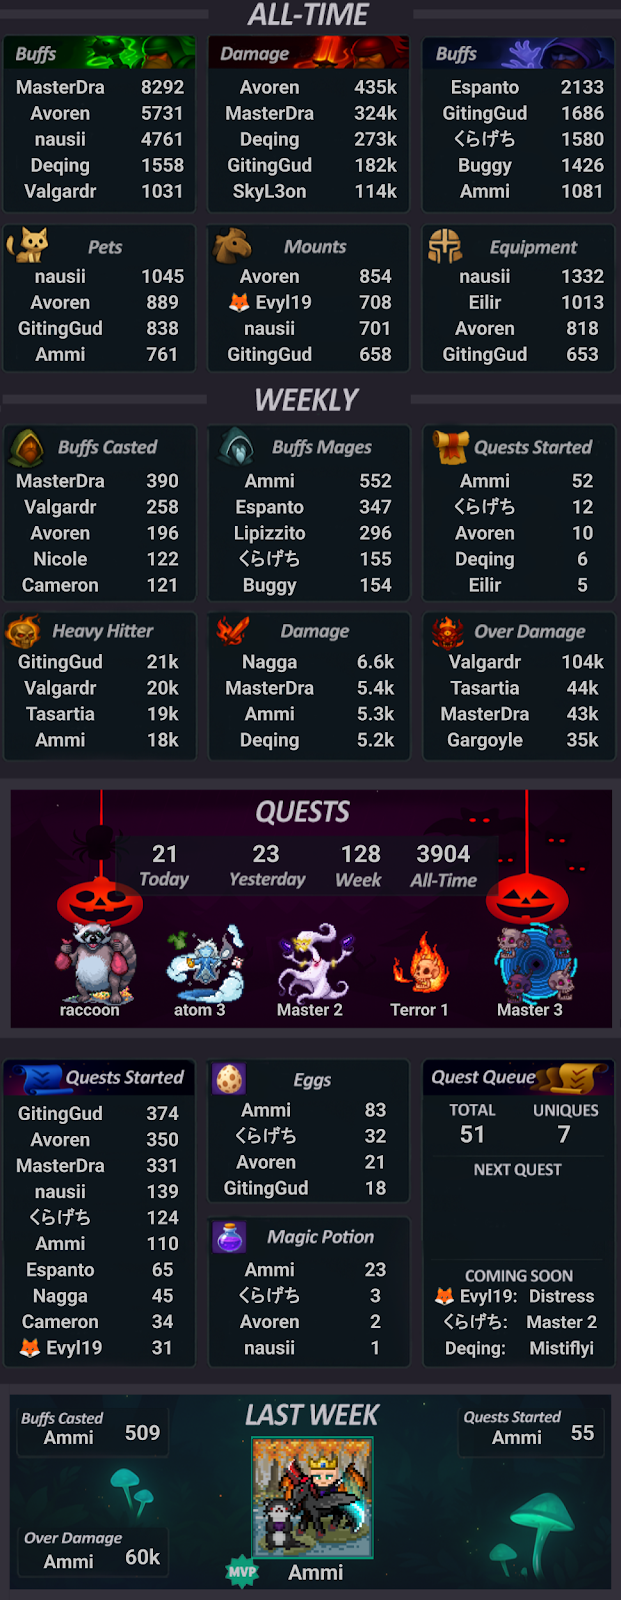 ALL-TIME
Buffs
MasterDra 8292
Avoren 5731
nausii 4761
Deqing 1558
Valgardr 1031
Damage
Avoren 435k
MasterDra 324k
Deqing 273k
GitingGud 182k
SkyL3on 114k
Buffs
Espanto 2133
GitingGud 1686
くらげち 1580
Buggy 1426
Ammi 1081
Pets
nausii 1045
Avoren 889
GitingGud 838
Ammi 761
Mounts
Avoren 854
🦊 Evyl19 708
nausii 701
GitingGud 658
Equipment
nausii 1332
Eilir 1013
Avoren 818
GitingGud 653
WEEKLY
Buffs Casted
MasterDra 390
Valgardr 258
Avoren 196
Nicole 122
Cameron 121
Buffs Mages
Ammi 552
Espanto 347
Lipizzito 296
くらげち 155
Buggy 154
Quests Started
Ammi 52
くらげち 12
Avoren 10
Deqing 6
Eilir 5
Heavy Hitter
GitingGud 21k
Valgardr 20k
Tasartia 19k
Ammi 18k
Damage
Nagga 6.6k
MasterDra 5.4k
Ammi 5.3k
Deqing 5.2k
Over Damage
Valgardr 104k
Tasartia 44k
MasterDra 43k
Gargoyle 35k
QUESTS
21 23 128 3904
Today Yesterday Week All-Time
raccoon atom 3 Master 2 Terror 1 Master 3
Quests Started
GitingGud 374
Avoren 350
MasterDra 331
nausii 139
くらげち 124
Ammi 110
Espanto 65
Nagga 45
Cameron 34
🦊 Evyl19 31
Eggs
Ammi 83
くらげち 32
Avoren 21
GitingGud 18
Magic Potion
Ammi 23
くらげち 3
Avoren 2
nausii 1
Quest Queue
TOTAL UNIQUES
51 7
NEXT QUEST
COMING SOON
🦊 Evyl19: Distress
くらげち: Master 2
Deqing: Mistiflyi
LAST WEEK
Buffs Casted
Ammi 509
Quests Started
Ammi 55
Over Damage
Ammi 60k
MVP
Ammi